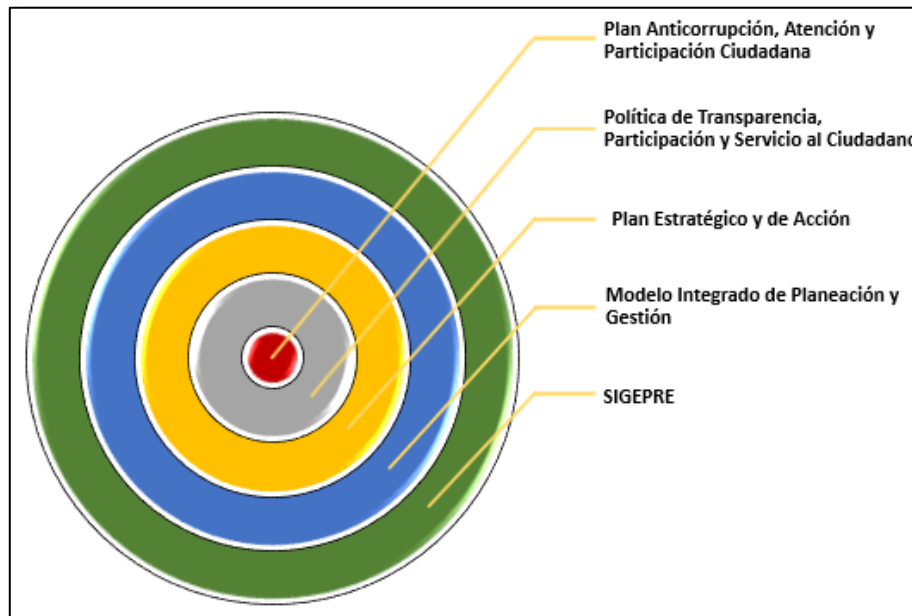 Plan Anticorrupción, Atención y
Participación Ciudadana
Política de Transparencia,
Participación y Servicio al Ciudadano
Plan Estratégico y de Acción
Modelo Integrado de Planeación y
Gestión
SIGEPRE